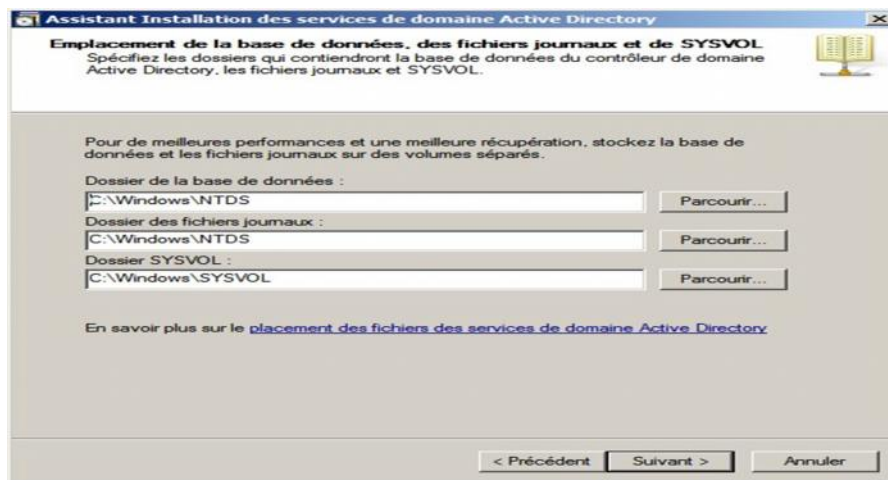 Assistant Installation des services de domaine Active Directory
Emplacement de la base de données, des fichiers journaux et de SYSVOL
Spécifiez les dossiers qui contiendront la base de données du contrôleur de domaine
Active Directory, les fichiers journaux et SYSVOL.
Pour de meilleures performances et une meilleure récupération, stockez la base de
données et les fichiers journaux sur des volumes séparés.
Dossier de la base de données :
C:\Windows\NTDS
Parcourir...
Dossier des fichiers journaux :
C:\Windows\NTDS
Parcourir...
Dossier SYSVOL :
C:\Windows\SYSVOL
Parcourir...
En savoir plus sur le placement des fichiers des services de domaine Active Directory
< Précédent
Suivant >
Annuler